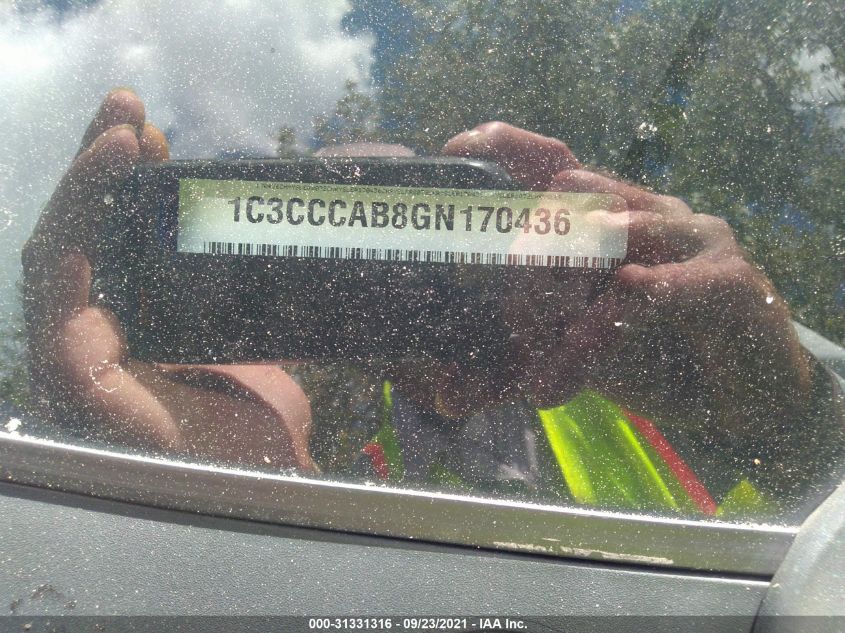 1C3CCCAB8GN170436
000-31331316 - 09/23/2021 - IAA Inc.